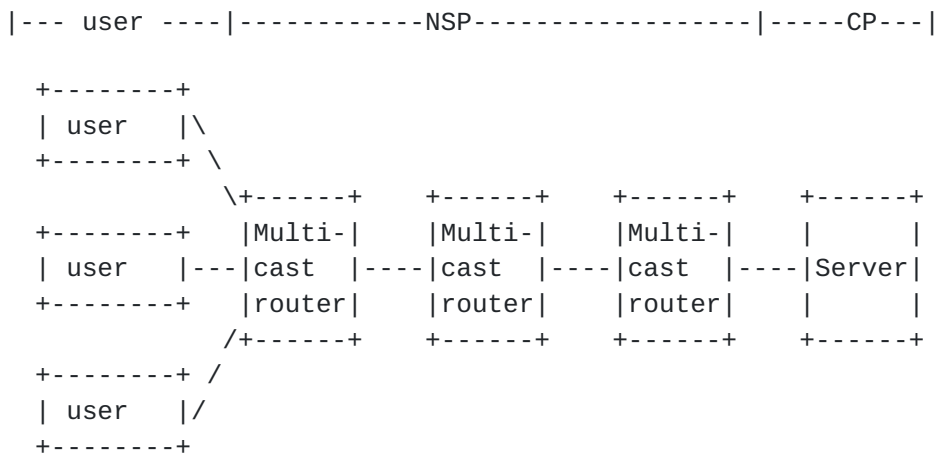 |--- user ----|------------NSP------------------|-----CP---|

  +--------+
  | user   |\
  +--------+ \
              \+------+    +------+    +------+    +------+
  +--------+   |Multi-|    |Multi-|    |Multi-|    |      |
  | user   |---|cast  |----|cast  |----|cast  |----|Server|
  +--------+   |router|    |router|    |router|    |      |
              /+------+    +------+    +------+    +------+
  +--------+ /
  | user   |/
  +--------+